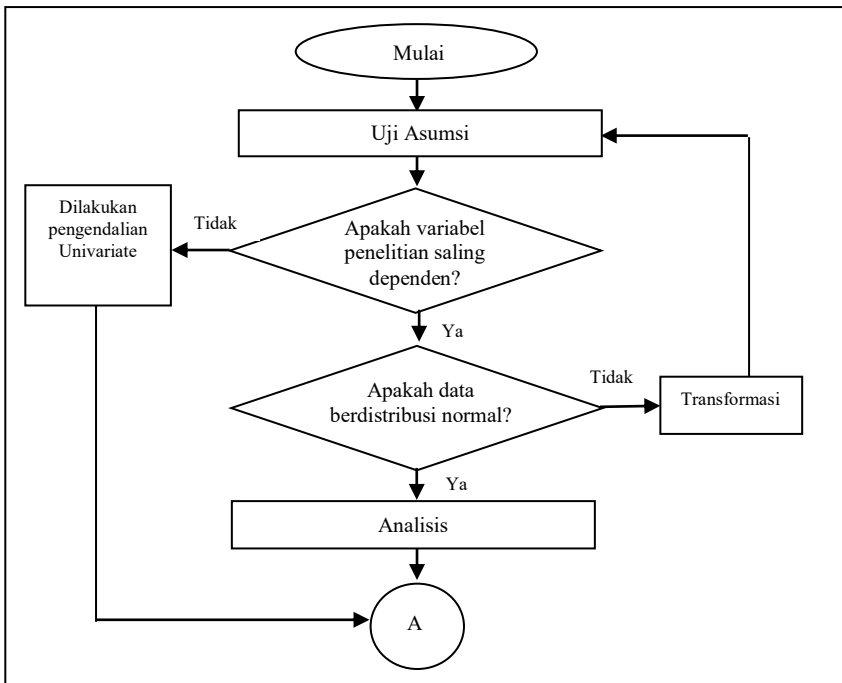 Mulai
Uji Asumsi
Dilakukan
pengendalian
Univariate
Tidak
Apakah variabel
penelitian saling
dependen?
Ya
Apakah data
berdistribusi normal?
Tidak
Transformasi
Ya
Analisis
A